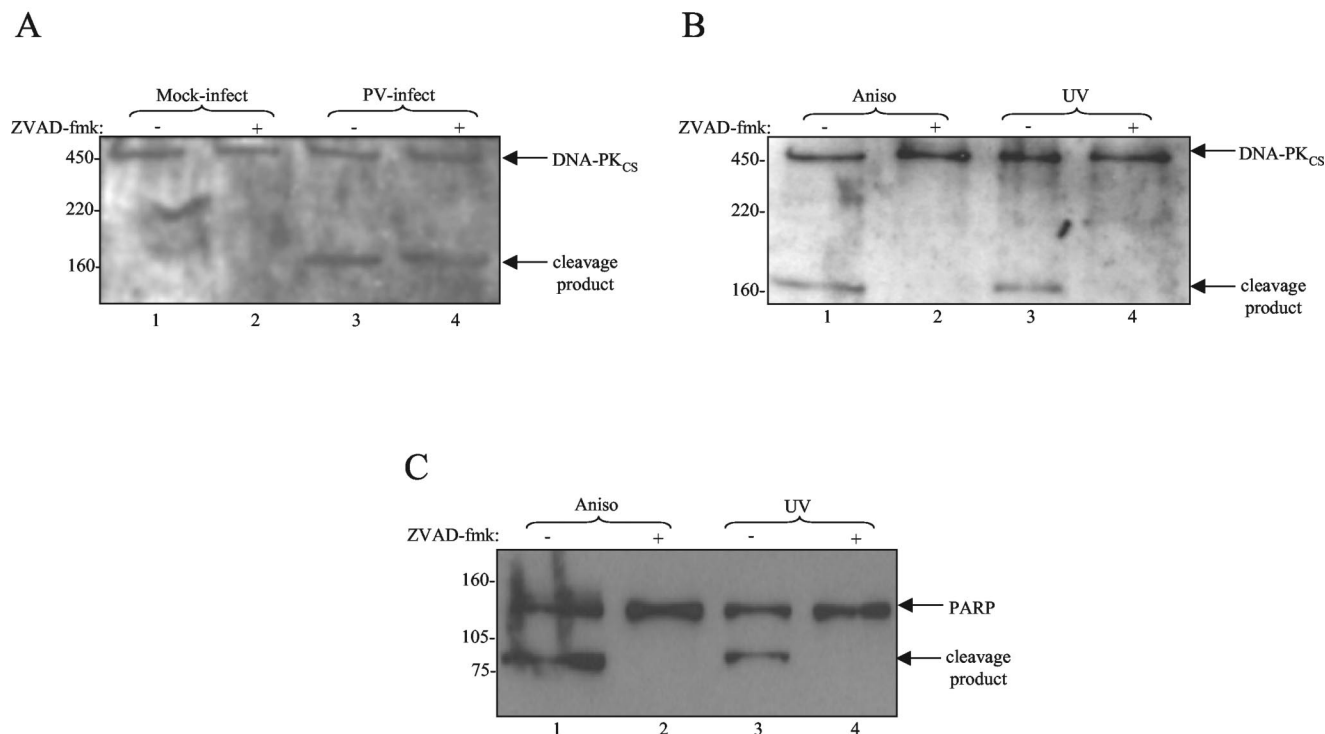 A
Mock-infect PV-infect
ZVAD-fmk: - + - +
450-
DNA-PKCS
220-
160-
cleavage
product
1 2 3 4
B
Aniso UV
ZVAD-fmk: - + - +
450-
DNA-PKCS
220-
160-
cleavage
product
1 2 3 4
C
Aniso UV
ZVAD-fmk: - + - +
160-
PARP
105-
cleavage
75-
product
1 2 3 4